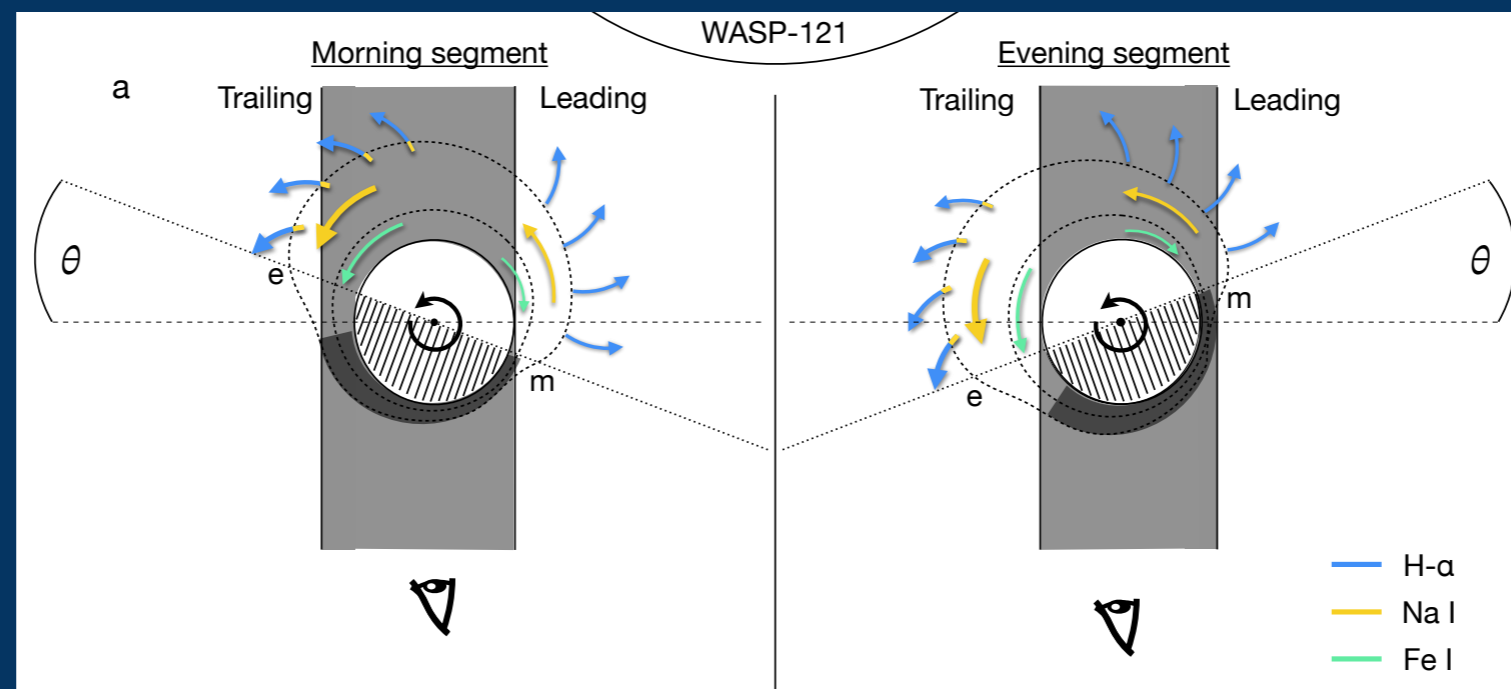 WASP-121
Morning segment
Evening segment
a
Trailing
Leading
Trailing
Leading
θ
e
m
θ
e
m
H-α
Na I
Fe I